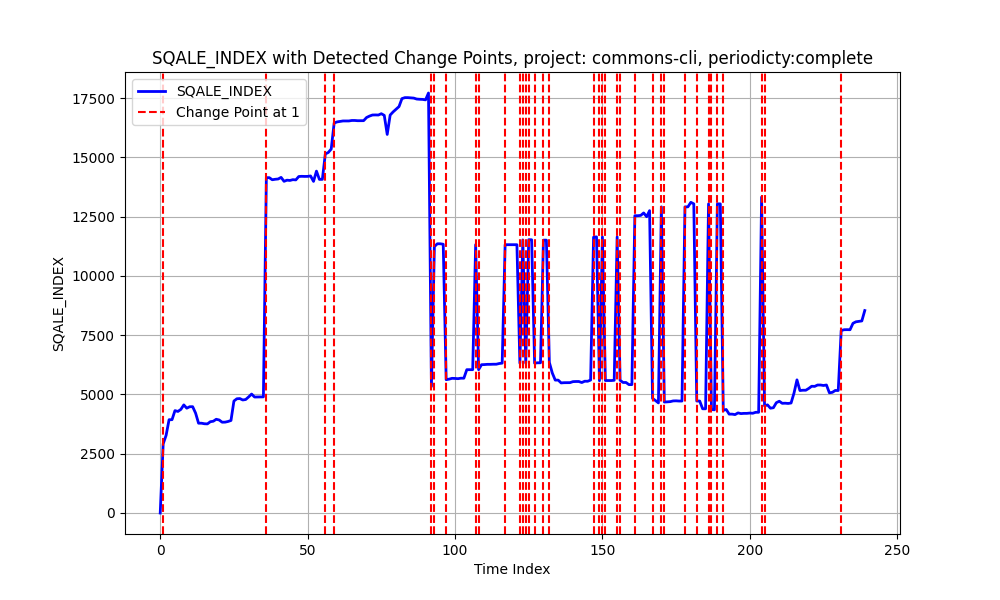 SQALE_INDEX with Detected Change Points, project: commons-cli, periodicty:complete
SQALE_INDEX
Change Point at 1
17500
15000
12500
10000
7500
5000
2500
0
SQALE_INDEX
0 50 100 150 200 250
Time Index